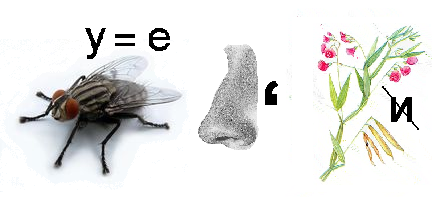 у = е
‘
И